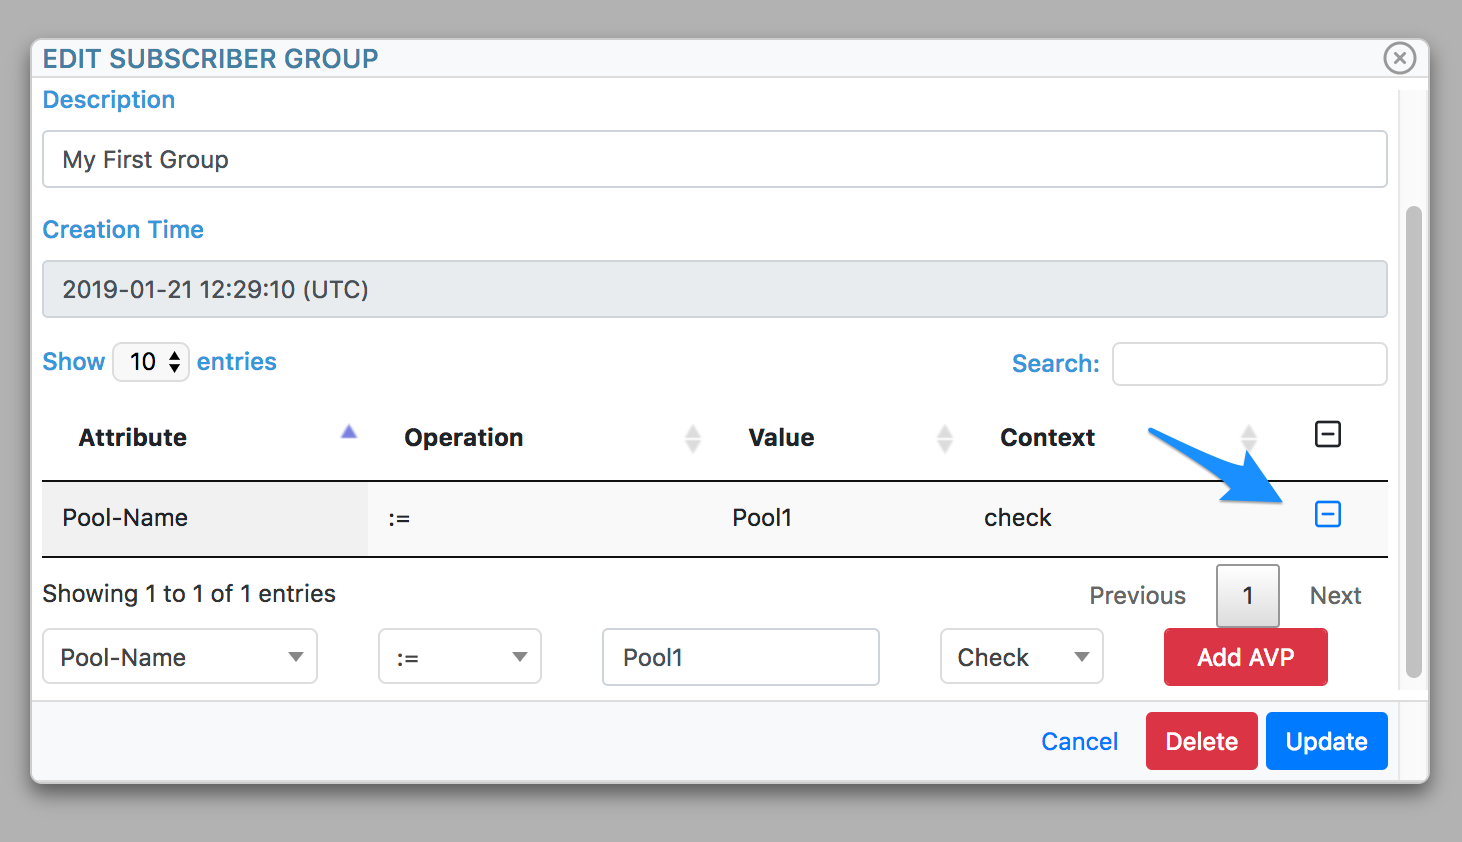 EDIT SUBSCRIBER GROUP
Description
My First Group
Creation Time
2019-01-21 12:29:10 (UTC)
Show 10 entries Search:
Attribute Operation Value Context
Pool-Name := Pool1 check
Showing 1 to 1 of 1 entries Previous 1 Next
Pool-Name := Pool1 Check Add AVP
Cancel Delete Update